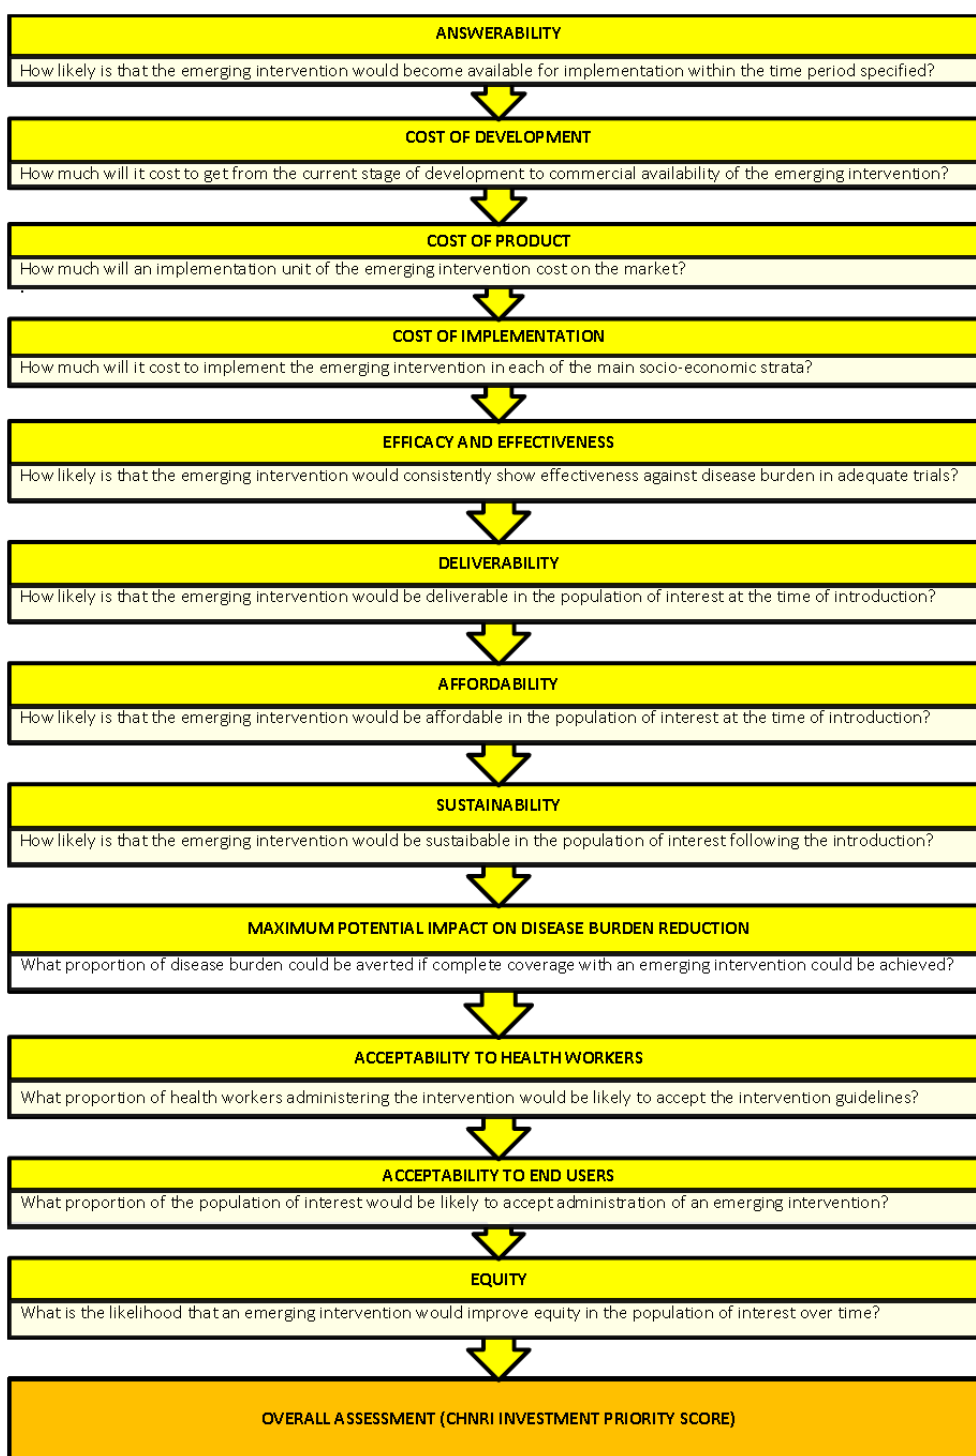 ANSWERABILITY
How likely is that the emerging intervention would become available for implementation within the time period specified?
COST OF DEVELOPMENT
How much will it cost to get from the current stage of development to commercial availability of the emerging intervention?
COST OF PRODUCT
How much will an implementation unit of the emerging intervention cost on the market?
.
COST OF IMPLEMENTATION
How much will it cost to implement the emerging intervention in each of the main socio-economic strata?
EFFICACY AND EFFECTIVENESS
How likely is that the emerging intervention would consistently show effectiveness against disease burden in adequate trials?
DELIVERABILITY
How likely is that the emerging intervention would be deliverable in the population of interest at the time of introduction?
AFFORDABILITY
How likely is that the emerging intervention would be affordable in the population of interest at the time of introduction?
SUSTAINABILITY
How likely is that the emerging intervention would be sustaibable in the population of interest following the introduction?
MAXIMUM POTENTIAL IMPACT ON DISEASE BURDEN REDUCTION
What proportion of disease burden could be averted if complete coverage with an emerging intervention could be achieved?
ACCEPTABILITY TO HEALTH WORKERS
What proportion of health workers administering the intervention would be likely to accept the intervention guidelines?
ACCEPTABILITY TO END USERS
What proportion of the population of interest would be likely to accept administration of an emerging intervention?
EQUITY
What is the likelihood that an emerging intervention would improve equity in the population of interest over time?
OVERALL ASSESSMENT (CHNRI INVESTMENT PRIORITY SCORE)